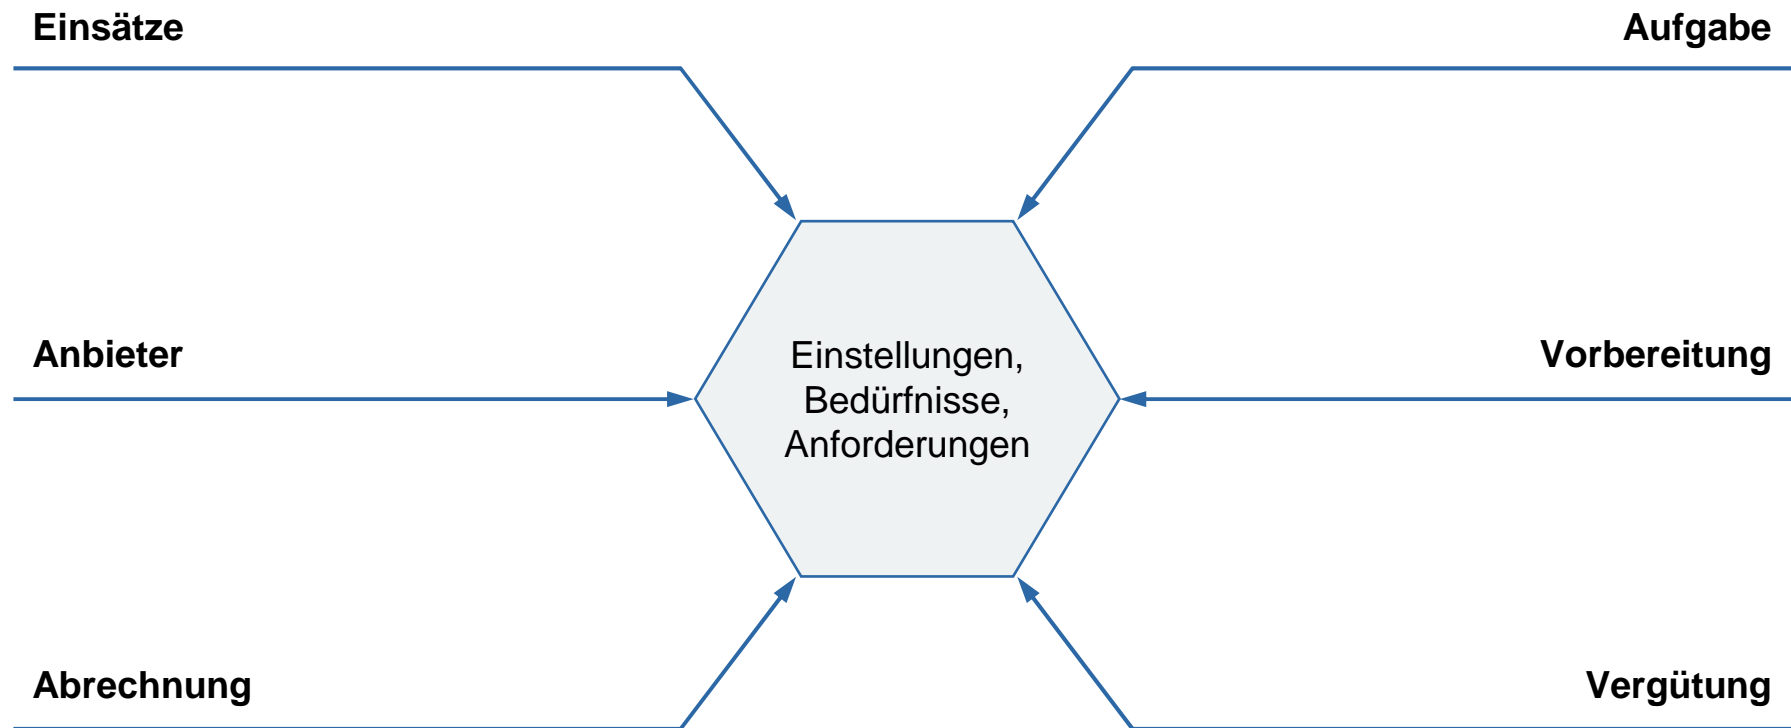 Einsätze
Aufgabe
Anbieter
Einstellungen,
Bedürfnisse,
Anforderungen
Vorbereitung
Abrechnung
Vergütung